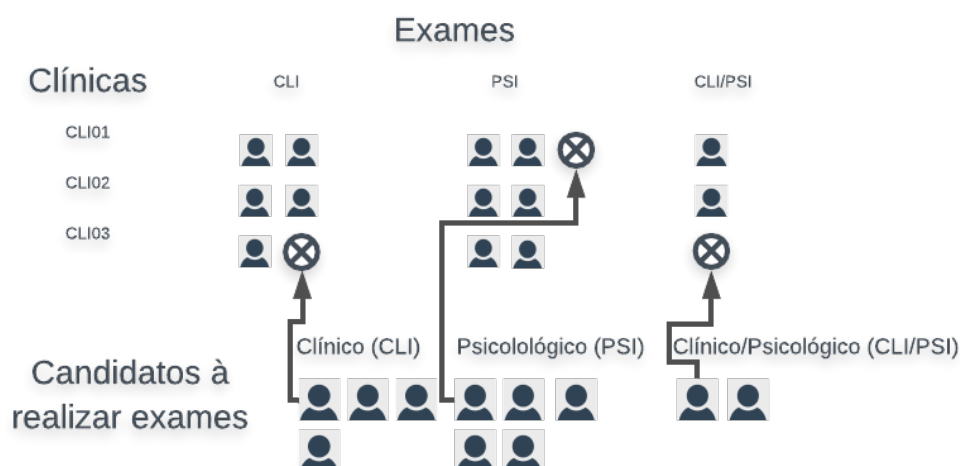 Exames
Clínicas
CLI
PSI
CLI/PSI
CLI01
CLI02
CLI03
Clínico (CLI)
Psicolológico (PSI)
Clínico/Psicológico (CLI/PSI)
Candidatos à
realizar exames